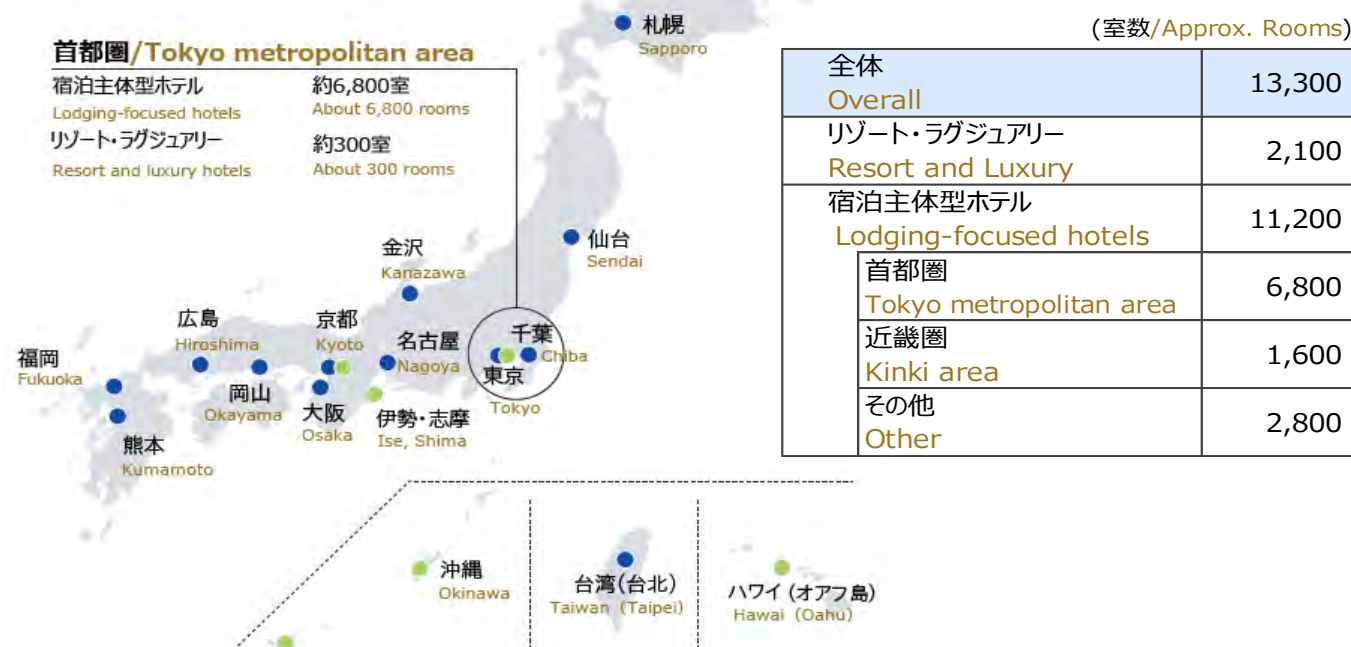 首都圏/Tokyo metropolitan area
宿泊主体型ホテル 約6,800室
Lodging-focused hotels About 6,800 rooms
リゾート・ラグジュアリー 約300室
Resort and luxury hotels About 300 rooms
札幌
Sapporo
仙台
Sendai
金沢
Kanazawa
広島
Hiroshima
京都
Kyoto
名古屋
Nagoya
千葉
Chiba
東京
Tokyo
福岡
Fukuoka
岡山
Okayama
大阪
Osaka
伊勢・志摩
Ise, Shima
熊本
Kumamoto
沖縄
Okinawa
台湾(台北)
Taiwan (Taipei)
ハワイ (オアフ島)
Hawai (Oahu)
(室数/Approx. Rooms)
全体
Overall 13,300
リゾート・ラグジュアリー
Resort and Luxury 2,100
宿泊主体型ホテル
Lodging-focused hotels 11,200
首都圏
Tokyo metropolitan area 6,800
近畿圏
Kinki area 1,600
その他
Other 2,800